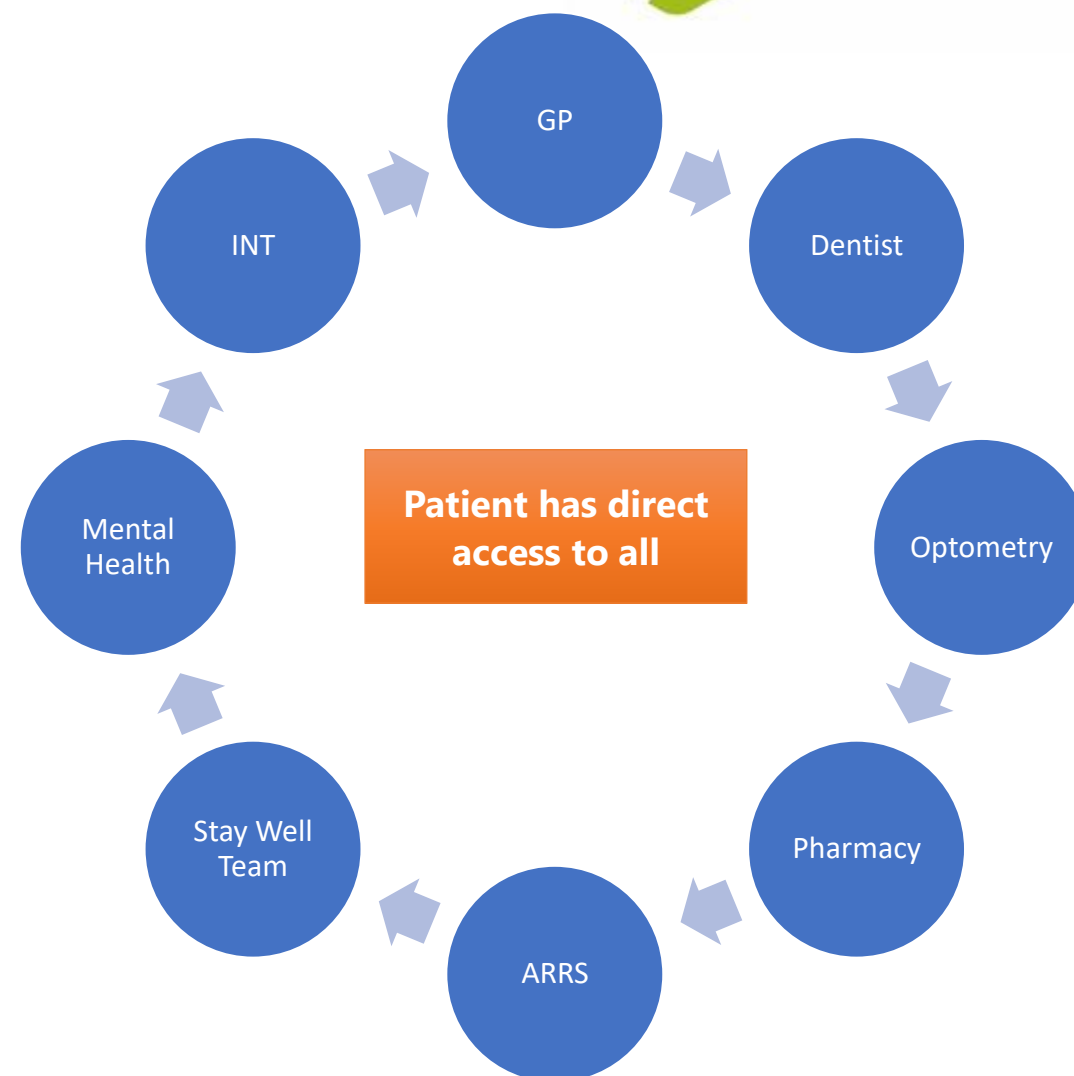 GP
Dentist
Optometry
Pharmacy
ARRS
Stay Well
Team
Mental
Health
INT
Patient has direct
access to all